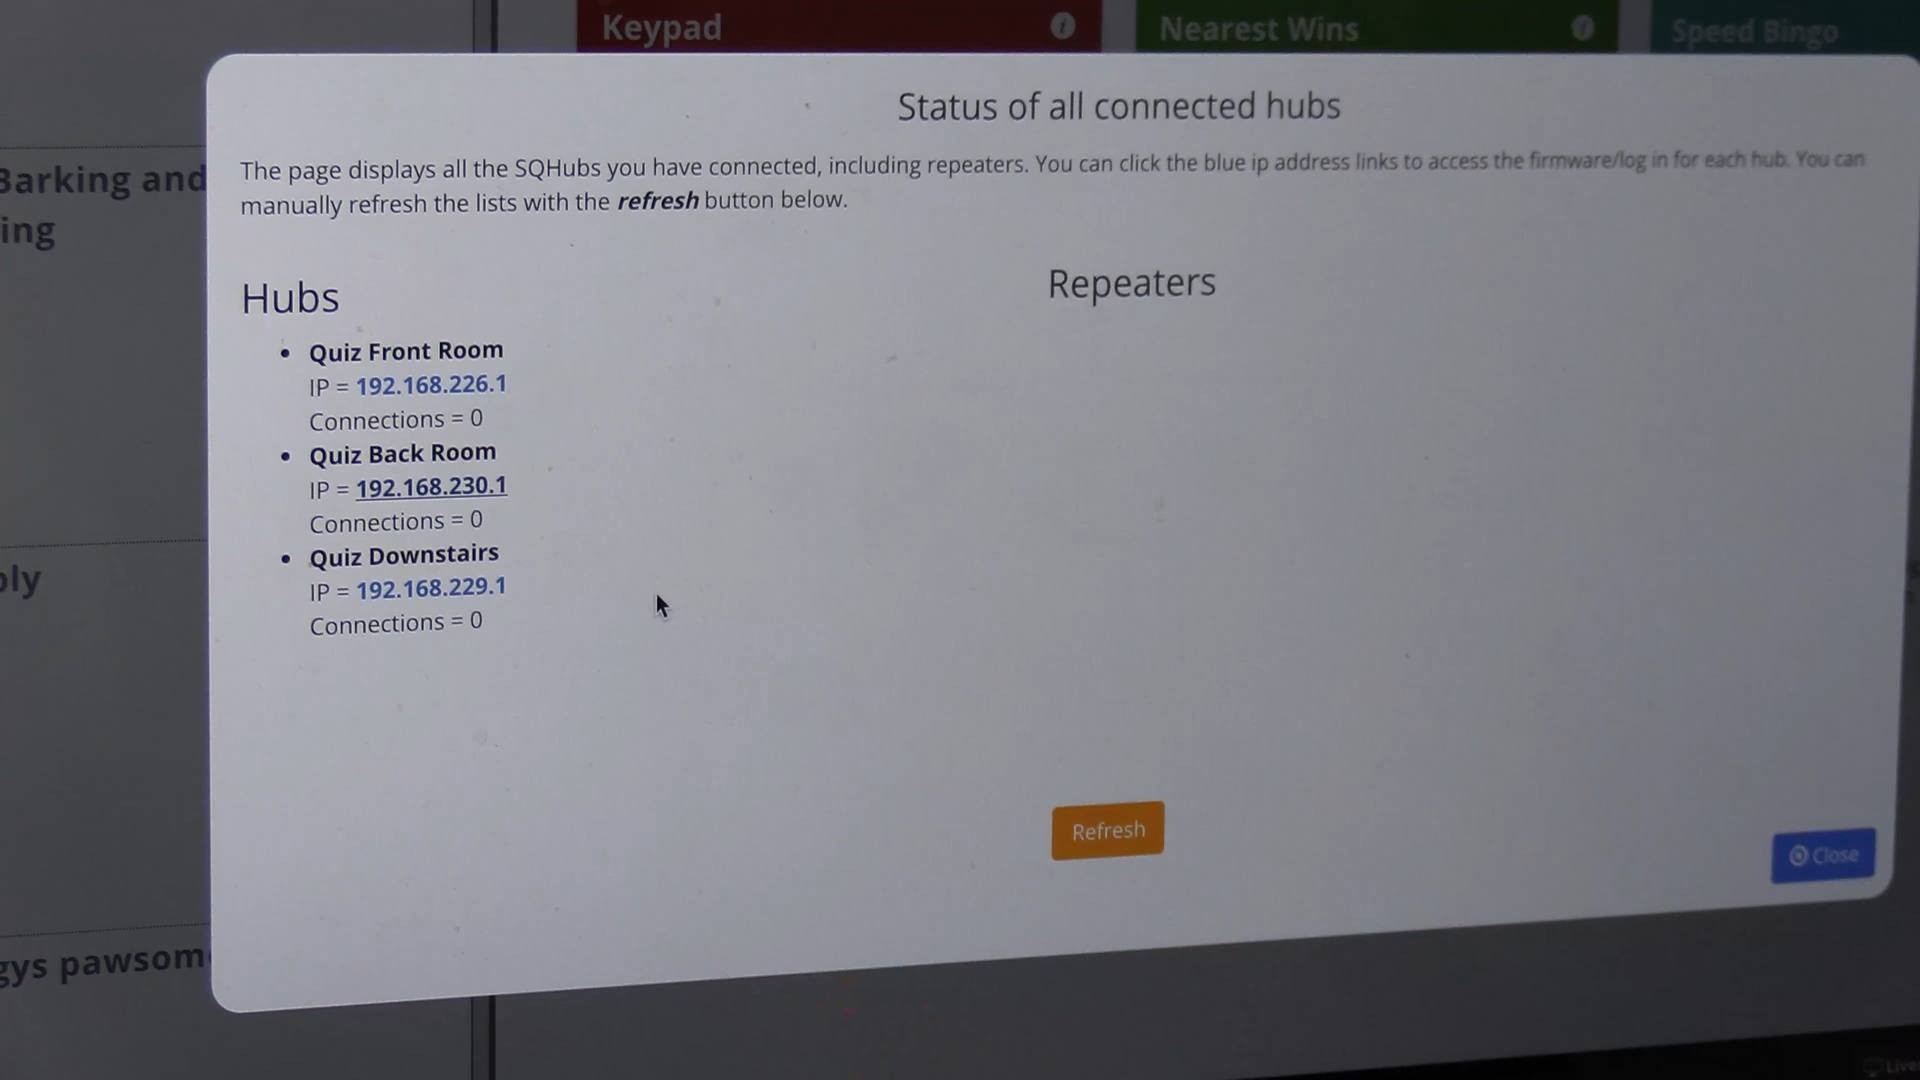 Keypad
Nearest Wins
Speed Bingo
Barking and
ing
Status of all connected hubs
The page displays all the SQHubs you have connected, including repeaters. You can click the blue ip address links to access the firmware/log in for each hub. You can
manually refresh the lists with the refresh button below.
Hubs
Repeaters
Quiz Front Room
IP = 192.168.226.1
Connections = 0
Quiz Back Room
IP = 192.168.230.1
Connections = 0
Quiz Downstairs
IP = 192.168.229.1
Connections = 0
ply
Refresh
Close
gys pawsom
Live